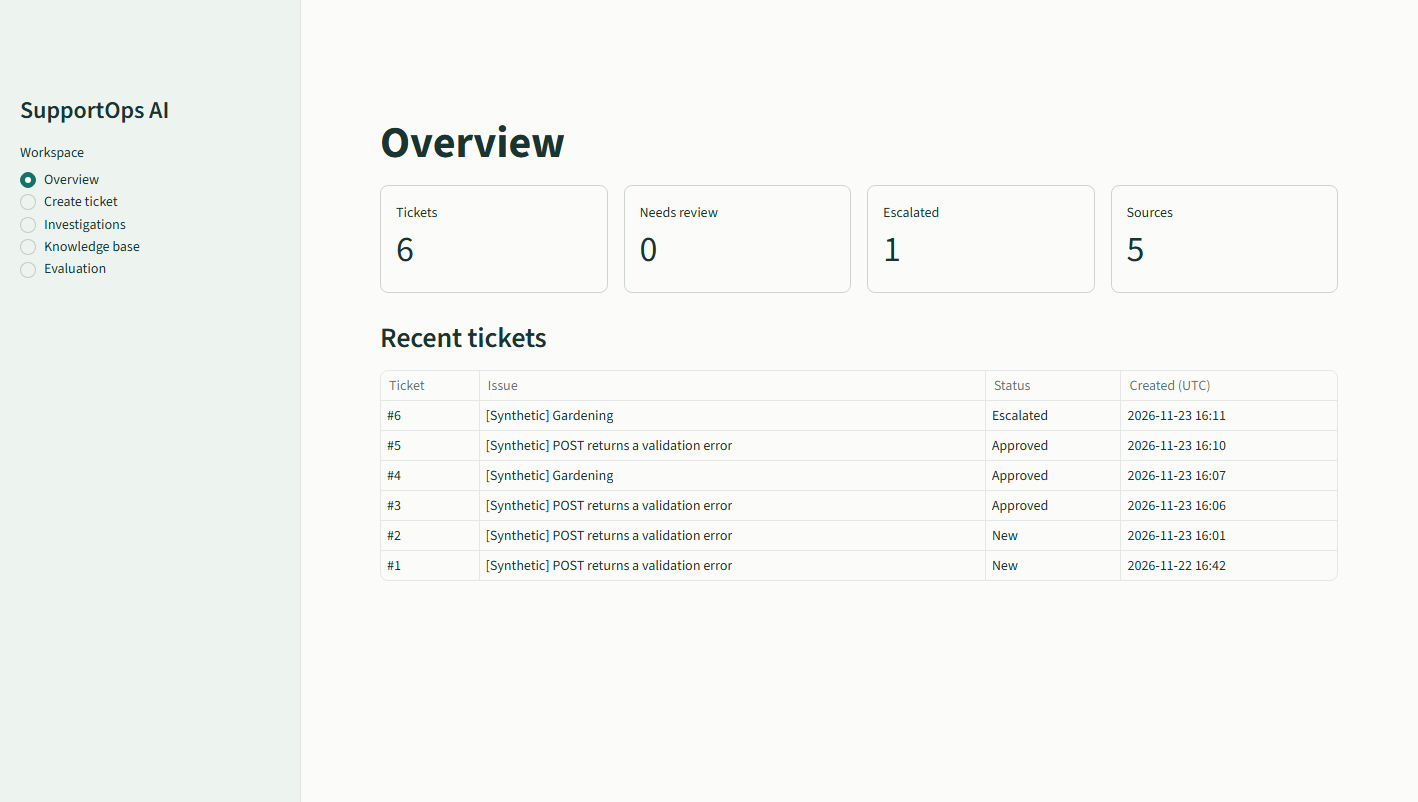 SupportOps AI
Workspace
Overview
Create ticket
Investigations
Knowledge base
Evaluation
Overview
Tickets
6
Needs review
0
Escalated
1
Sources
5
Recent tickets
Ticket Issue Status Created (UTC)
#6 [Synthetic] Gardening Escalated 2026-11-23 16:11
#5 [Synthetic] POST returns a validation error Approved 2026-11-23 16:10
#4 [Synthetic] Gardening Approved 2026-11-23 16:07
#3 [Synthetic] POST returns a validation error Approved 2026-11-23 16:06
#2 [Synthetic] POST returns a validation error New 2026-11-23 16:01
#1 [Synthetic] POST returns a validation error New 2026-11-22 16:42